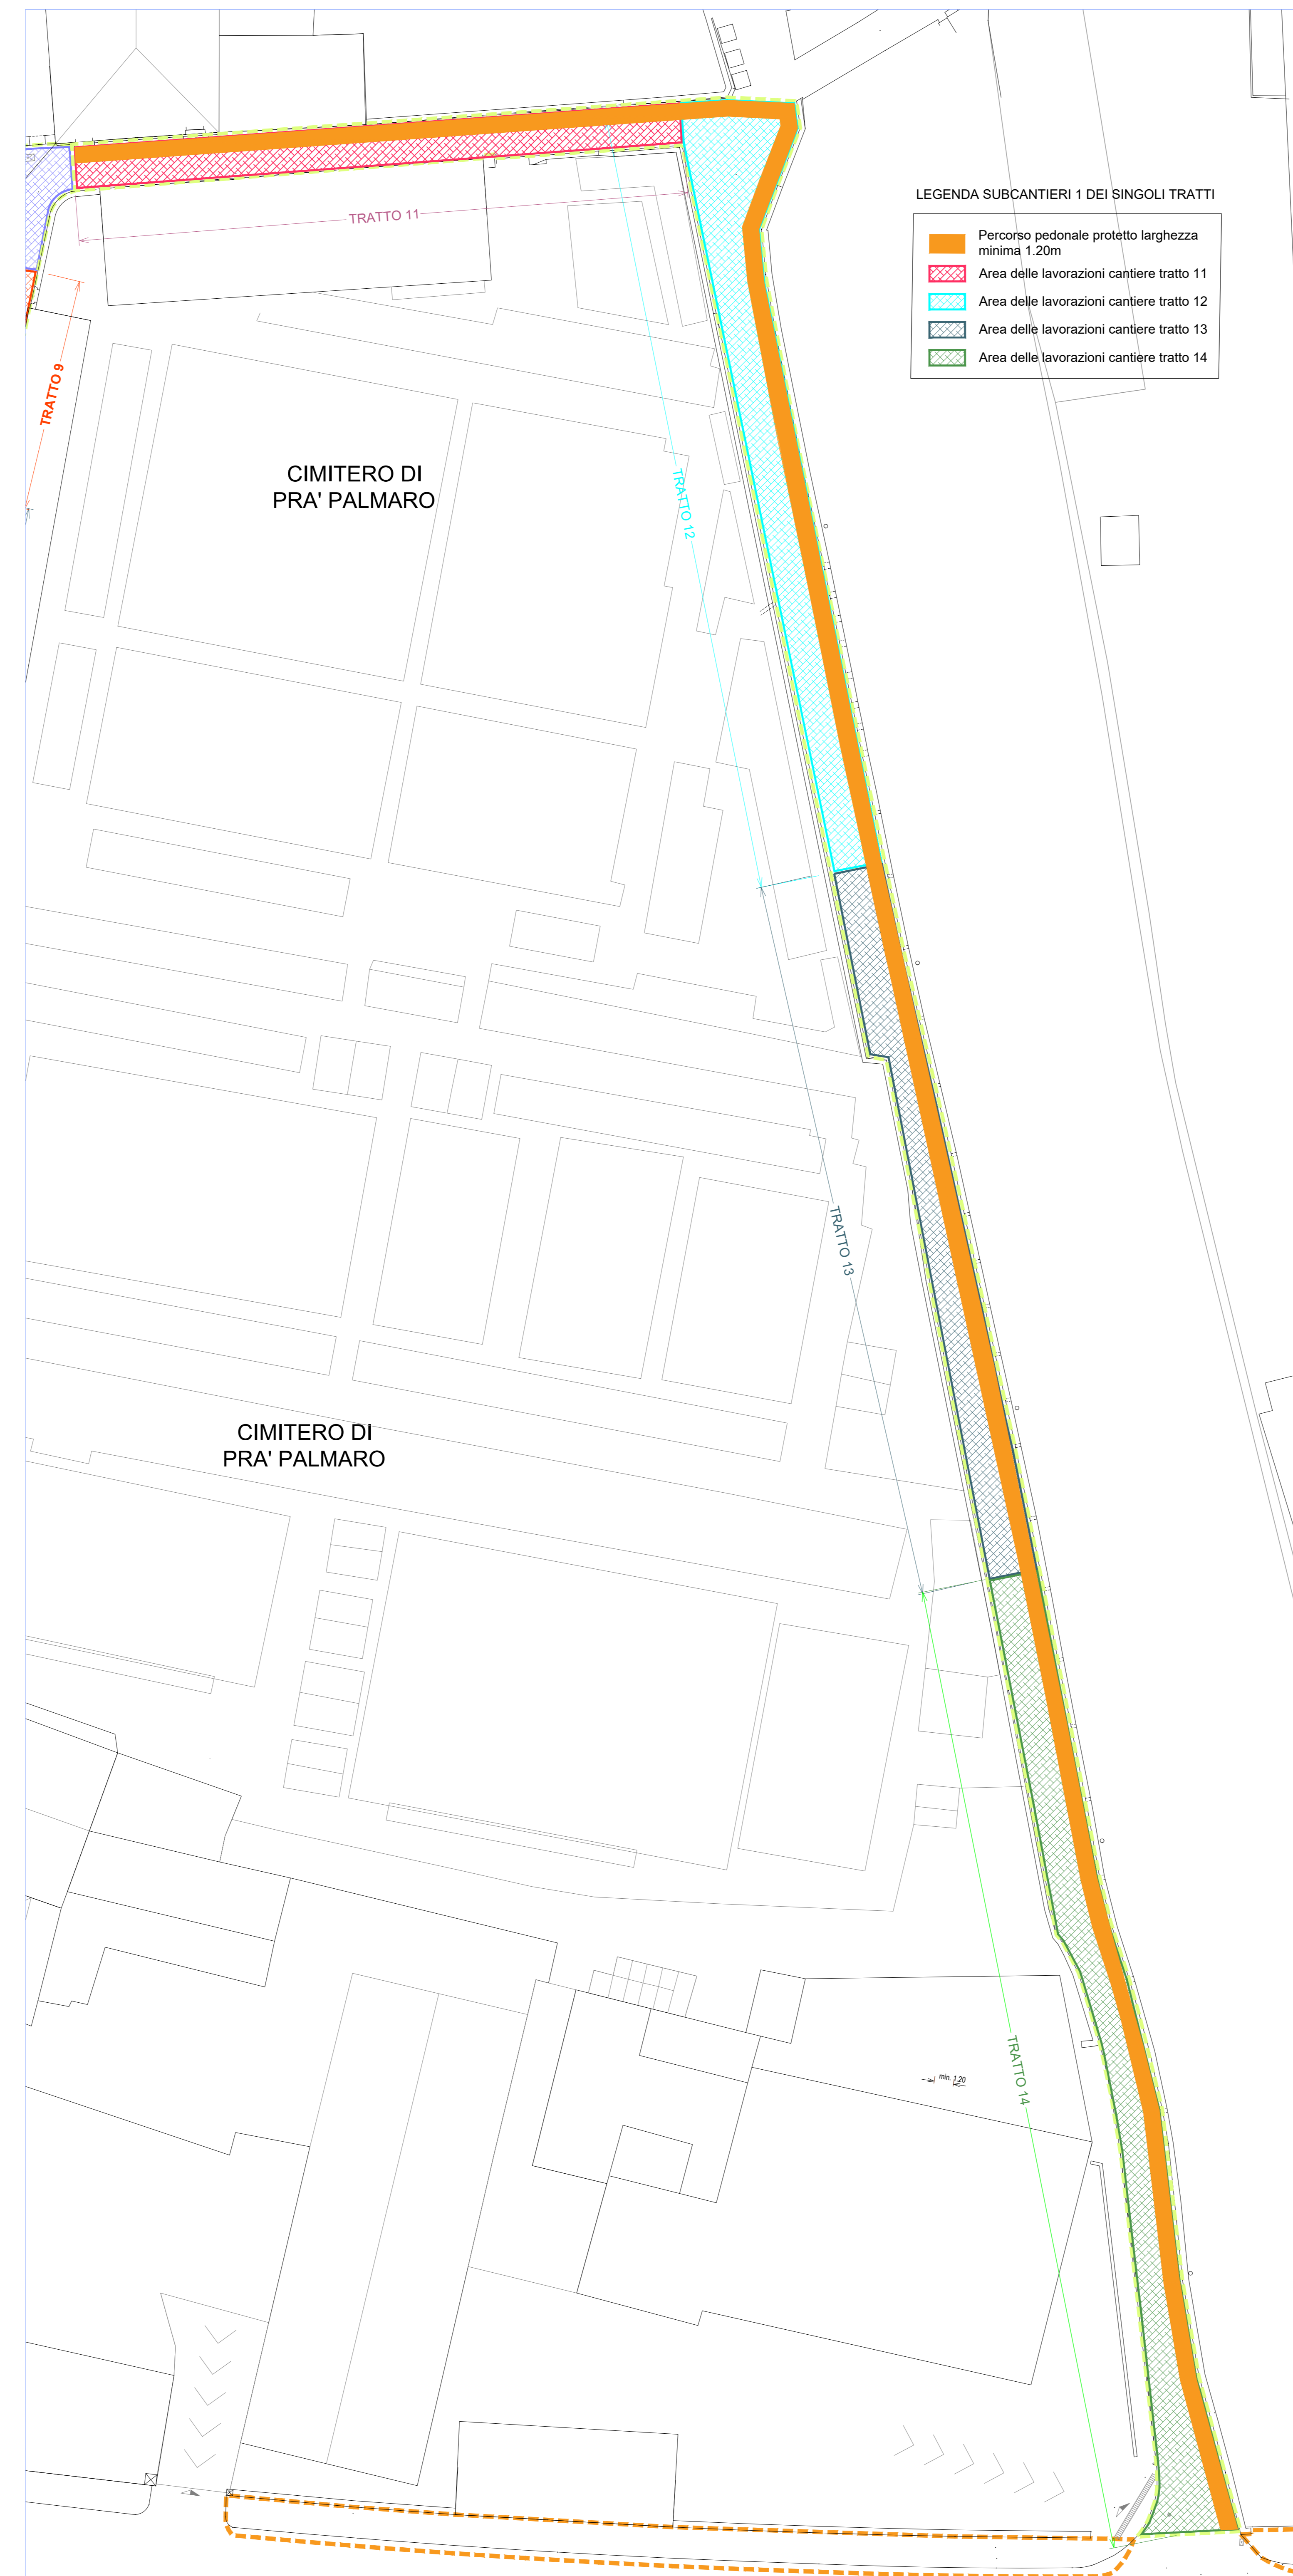 LEGENDA SUBCANTIERI 1 DEI SINGOLI TRATTI
Percorso pedonale protetto larghezza
minima 1.20m
Area delle lavorazioni cantiere tratto 11
Area delle lavorazioni cantiere tratto 12
Area delle lavorazioni cantiere tratto 13
Area delle lavorazioni cantiere tratto 14
TRATTO 11
TRATTO 9
CIMITERO DI
PRA' PALMARO
TRATTO 12
TRATTO 13
CIMITERO DI
PRA' PALMARO
TRATTO 14
min. 1.20